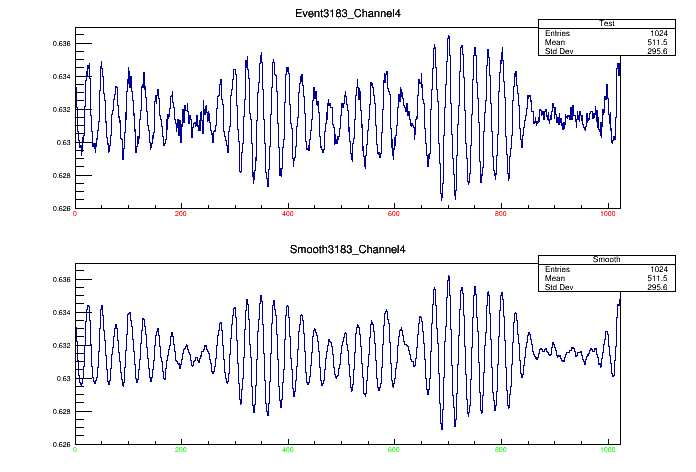 Event3183_Channel4
Test
Entries 1024
Mean 511.5
Std Dev 295.6
0.636
0.634
0.632
0.63
0.628
0.626
0 200 400 600 800 1000
Smooth3183_Channel4
Smooth
Entries 1024
Mean 511.5
Std Dev 295.6
0.636
0.634
0.632
0.63
0.628
0.626
0 200 400 600 800 1000